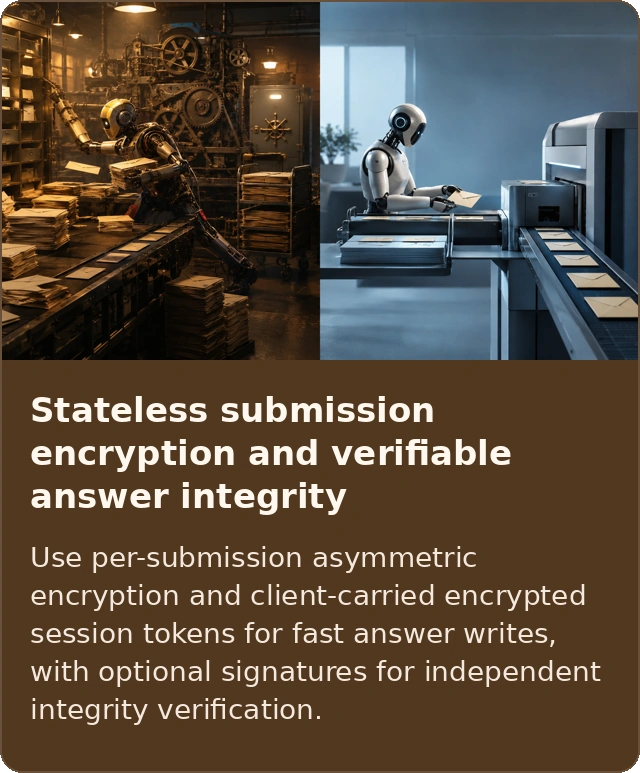 Stateless submission
encryption and verifiable
answer integrity
Use per-submission asymmetric
encryption and client-carried encrypted
session tokens for fast answer writes,
with optional signatures for independent
integrity verification.